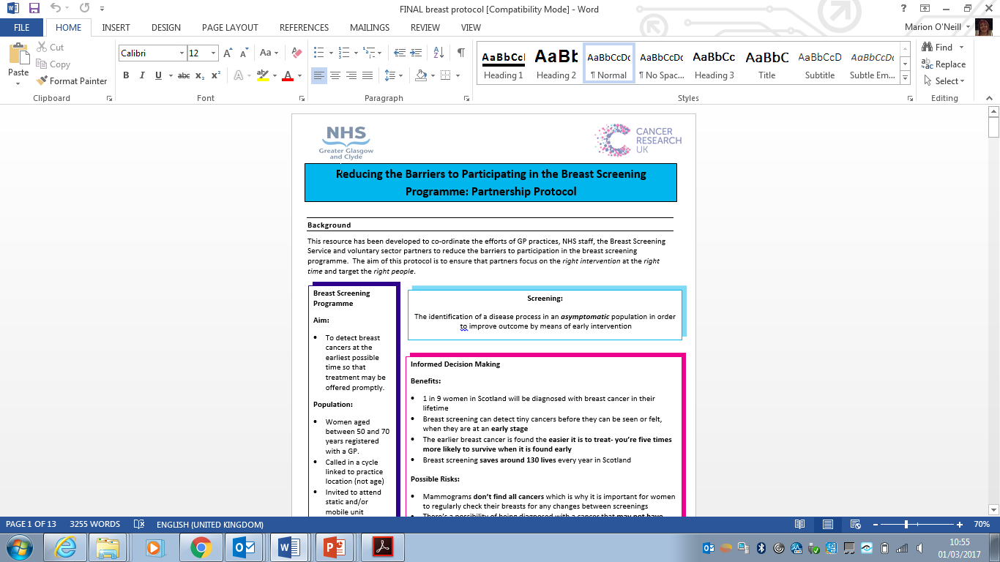 FINAL breast protocol [Compatibility Mode] - Word
FILE
HOME
INSERT
DESIGN
PAGE LAYOUT
REFERENCES
MAILINGS
REVIEW
VIEW
Marion O'Neill
Paste
Cut
Copy
Format Painter
Clipboard
Calibri
12
Font
Paragraph
AaBbCcI
Heading 1
AaBb
Heading 2
AaBbCcDc
¶ Normal
AaBbCcDc
¶ No Spac...
AaBbCc
Heading 3
AaBbC
Title
AaBbCcD
Subtitle
AaBbCcDc
Subtle Em...
Styles
Find
Replace
Select
Editing
NHS
Greater Glasgow
and Clyde
CANCER
RESEARCH
UK
Reducing the Barriers to Participating in the Breast Screening
Programme: Partnership Protocol
Background
This resource has been developed to co-ordinate the efforts of GP practices, NHS staff, the Breast Screening
Service and voluntary sector partners to reduce the barriers to participation in the breast screening
programme. The aim of this protocol is to ensure that partners focus on the right intervention at the right
time and target the right people.
Breast Screening
Programme
Aim:
• To detect breast
cancers at the
earliest possible
time so that
treatment may be
offered promptly.
Population:
• Women aged
between 50 and 70
years registered
with a GP.
• Called in a cycle
linked to practice
location (not age)
• Invited to attend
static and/or
mobile unit
Screening:
The identification of a disease process in an asymptomatic population in order
to improve outcome by means of early intervention
Informed Decision Making
Benefits:
• 1 in 9 women in Scotland will be diagnosed with breast cancer in their
lifetime
• Breast screening can detect tiny cancers before they can be seen or felt,
when they are at an early stage
• The earlier breast cancer is found the easier it is to treat- you're five times
more likely to survive when it is found early
• Breast screening saves around 130 lives every year in Scotland
Possible Risks:
• Mammograms don't find all cancers which is why it is important for women
to regularly check their breasts for any changes between screenings
• There's a possibility of being diagnosed with a cancer that may not have
PAGE 1 OF 13
3255 WORDS
ENGLISH (UNITED KINGDOM)
70%
10:55
01/03/2017